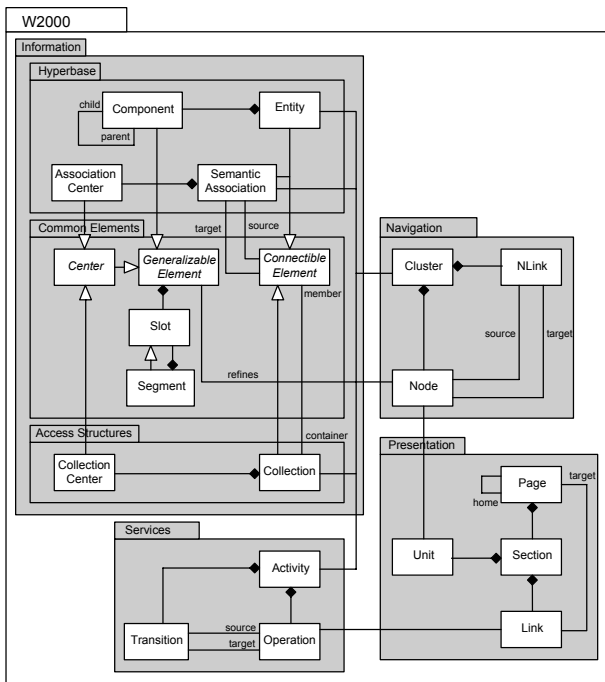 W2000
Information
Hyperbase
child
Component
Entity
parent
Association
Center
Semantic
Association
Common Elements
target
source
Navigation
Center
Generalizable
Element
Connectible
Element
Cluster
NLink
member
Slot
source
target
Segment
refines
Node
Access Structures
container
Presentation
Collection
Center
Collection
Page
target
home
Services
Activity
Unit
Section
Transition
source
target
Operation
Link